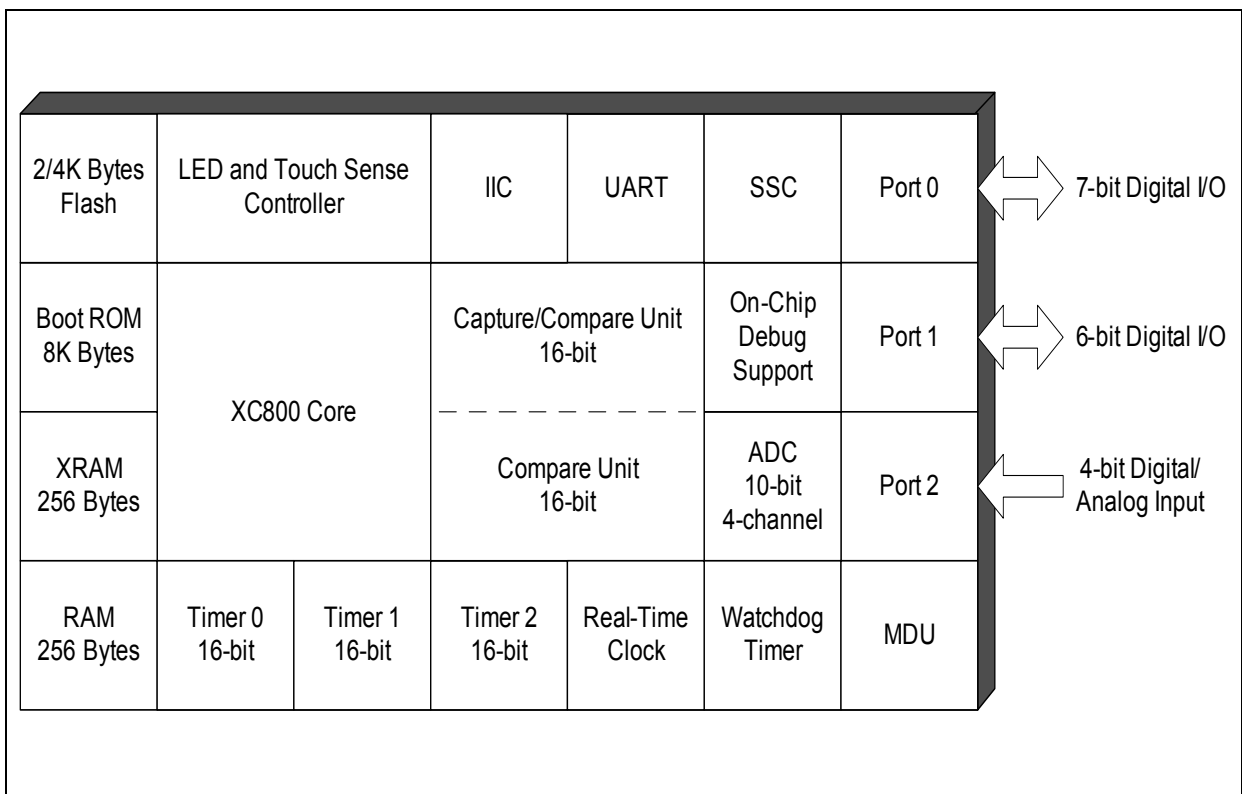 2/4K Bytes
Flash
LED and Touch Sense
Controller
IIC
UART
SSC
Port 0
7-bit Digital I/O
Boot ROM
8K Bytes
XC800 Core
Capture/Compare Unit
16-bit
On-Chip
Debug
Support
Port 1
6-bit Digital I/O
XRAM
256 Bytes
Compare Unit
16-bit
ADC
10-bit
4-channel
Port 2
4-bit Digital/
Analog Input
RAM
256 Bytes
Timer 0
16-bit
Timer 1
16-bit
Timer 2
16-bit
Real-Time
Clock
Watchdog
Timer
MDU